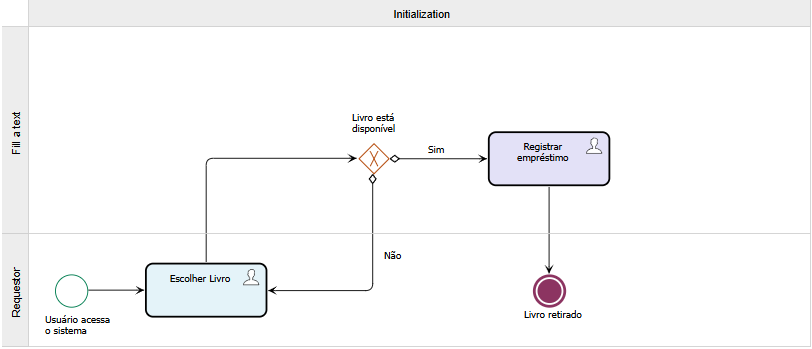 Initialization
Fill a text
Livro está
disponível
Sim
Registrar
empréstimo
Não
Requestor
Escolher Livro
Usuário acessa
o sistema
Livro retirado